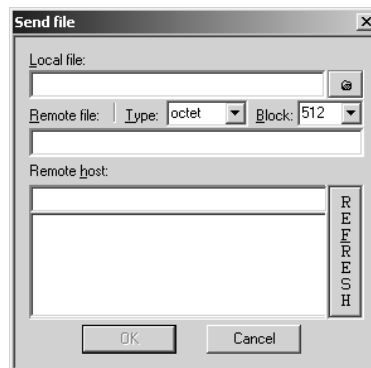 Send file
Local file:
Remote file: Type: octet Block: 512
Remote host:
REFRESH
OK Cancel